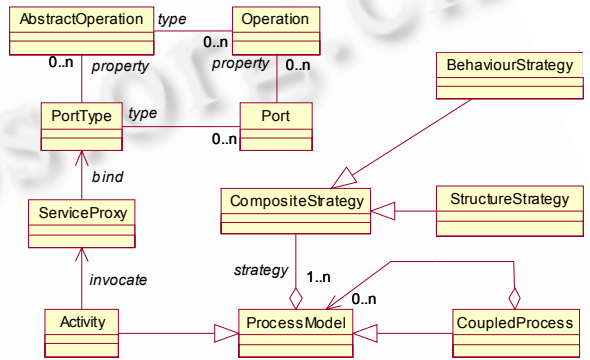 AbstractOperation type Operation
0..n
0..n property property 0..n
BehaviourStrategy
PortType type Port
0..n
bind
ServiceProxy CompositeStrategy StructureStrategy
invocate strategy 1..n 0..n
Activity ProcessModel CoupledProcess